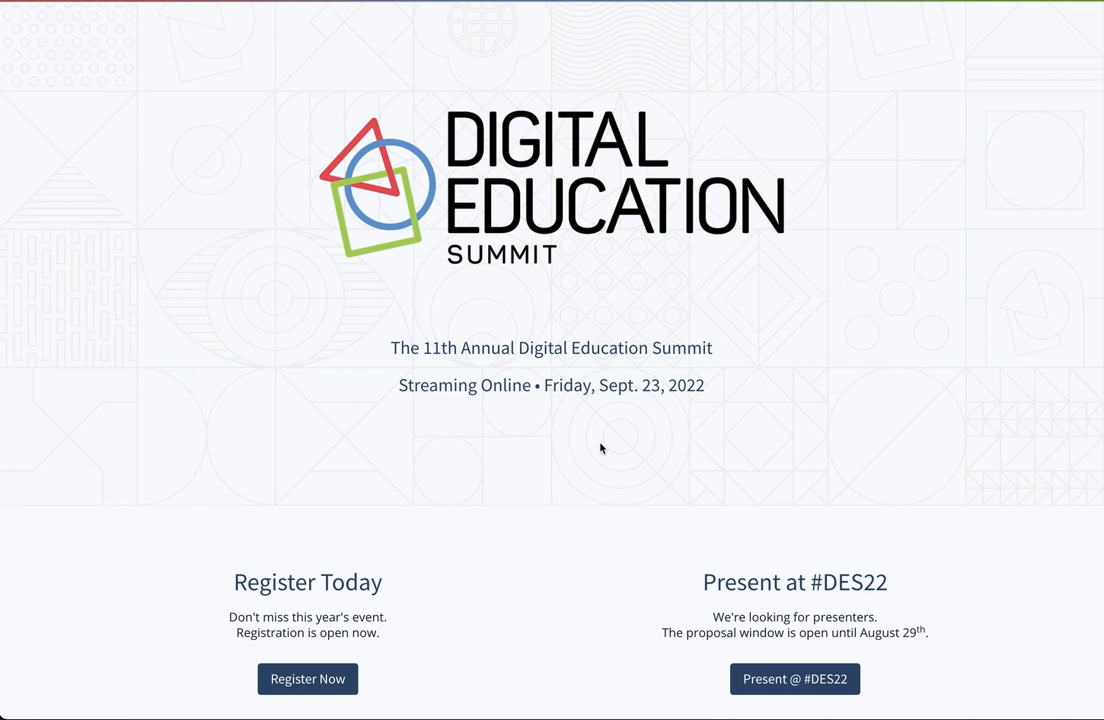 DIGITAL
EDUCATION
SUMMIT
The 11th Annual Digital Education Summit
Streaming Online • Friday, Sept. 23, 2022
Register Today
Don't miss this year's event.
Registration is open now.
Register Now
Present at #DES22
We're looking for presenters.
The proposal window is open until August 29th.
Present @ #DES22